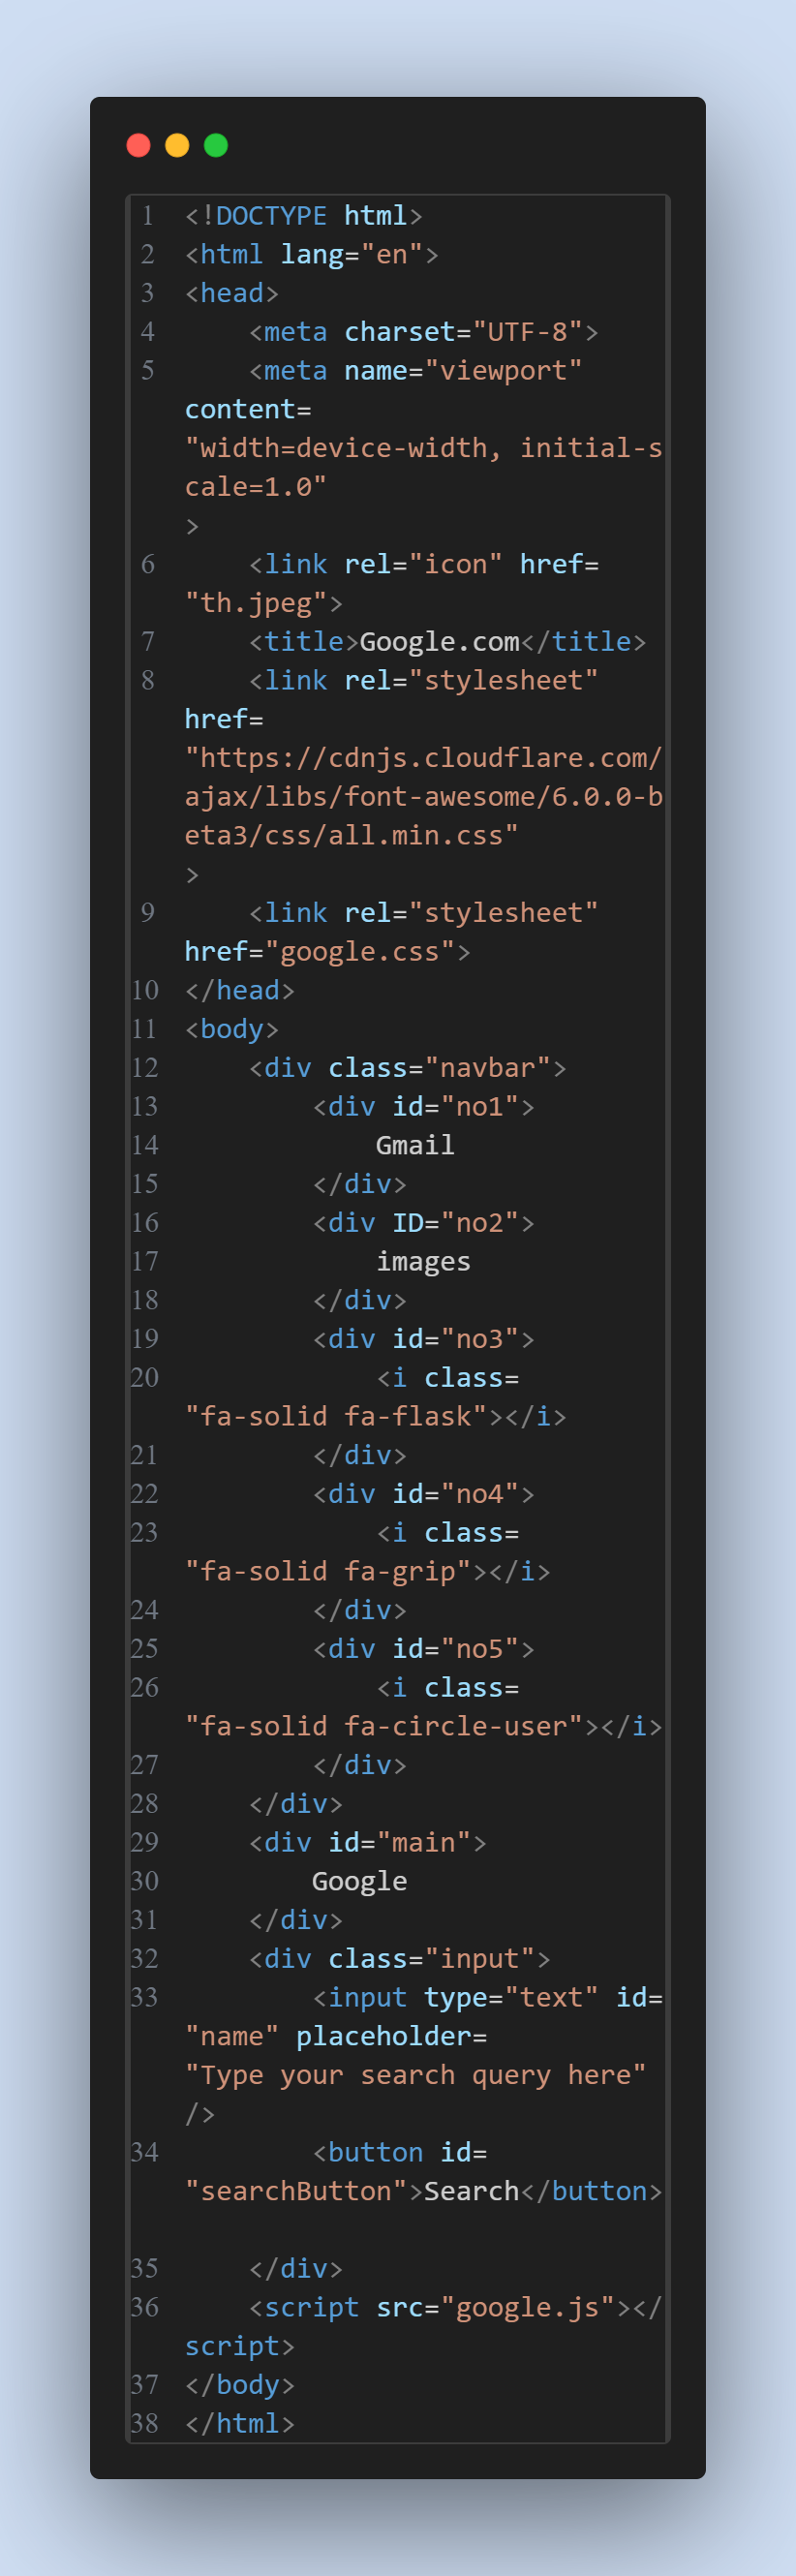 1 <!DOCTYPE html>
2 <html lang="en">
3 <head>
4     <meta charset="UTF-8">
5     <meta name="viewport"
content=
"width=device-width, initial-s
cale=1.0"
>
6     <link rel="icon" href=
"th.jpeg">
7     <title>Google.com</title>
8     <link rel="stylesheet"
href=
"https://cdnjs.cloudflare.com/
ajax/libs/font-awesome/6.0.0-b
eta3/css/all.min.css"
>
9     <link rel="stylesheet"
href="google.css">
10 </head>
11 <body>
12     <div class="navbar">
13         <div id="no1">
14             Gmail
15         </div>
16         <div ID="no2">
17             images
18         </div>
19         <div id="no3">
20             <i class=
"fa-solid fa-flask"></i>
21         </div>
22         <div id="no4">
23             <i class=
"fa-solid fa-grip"></i>
24         </div>
25         <div id="no5">
26             <i class=
"fa-solid fa-circle-user"></i>
27         </div>
28     </div>
29     <div id="main">
30         Google
31     </div>
32     <div class="input">
33         <input type="text" id=
"name" placeholder=
"Type your search query here"
/>
34         <button id=
"searchButton">Search</button>
35     </div>
36     <script src="google.js"></
script>
37 </body>
38 </html>